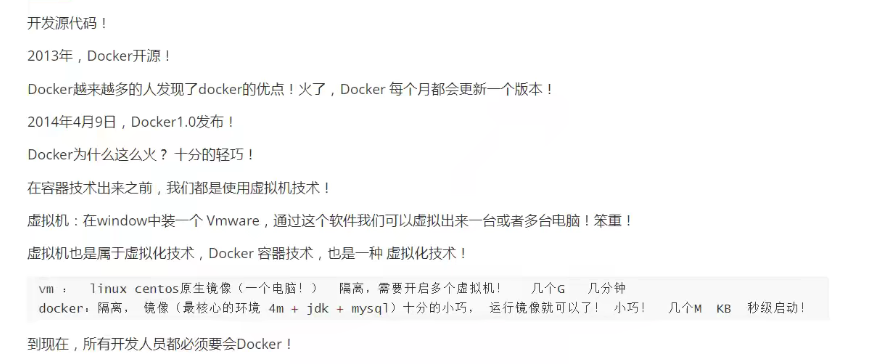 开发源代码！
2013年，Docker开源！
Docker越来越多的人发现了docker的优点！火了，Docker 每个月都会更新一个版本！
2014年4月9日，Docker1.0发布！
Docker为什么这么火？ 十分的轻巧！
在容器技术出来之前，我们都是使用虚拟机技术！
虚拟机：在window中装一个 Vmware，通过这个软件我们可以虚拟出来一台或者多台电脑！笨重！
虚拟机也是属于虚拟化技术，Docker 容器技术，也是一种 虚拟化技术！
vm ： linux centos原生镜像（一个电脑！） 隔离，需要开启多个虚拟机！ 几个G 几分钟
docker：隔离， 镜像（最核心的环境 4m + jdk + mysql）十分的小巧， 运行镜像就可以了！ 小巧！ 几个M KB 秒级启动！
到现在，所有开发人员都必须要会Docker！